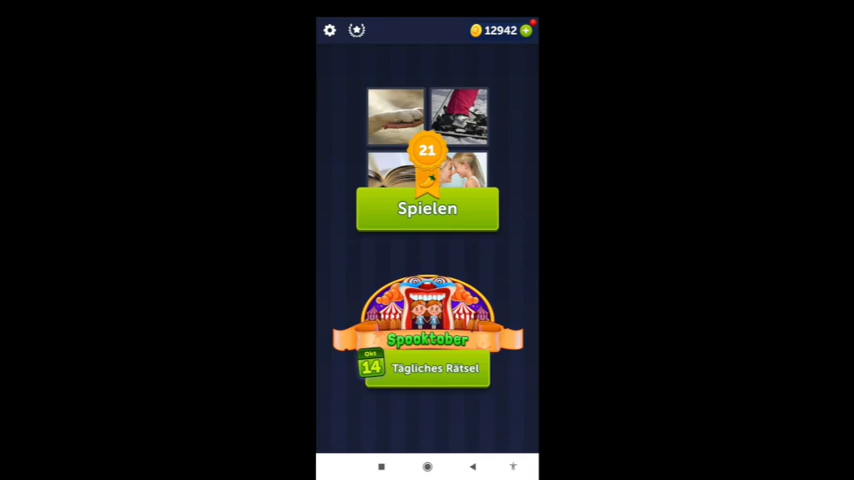 12942
21
Spielen
Spooktober
Okt
14
Tägliches Rätsel